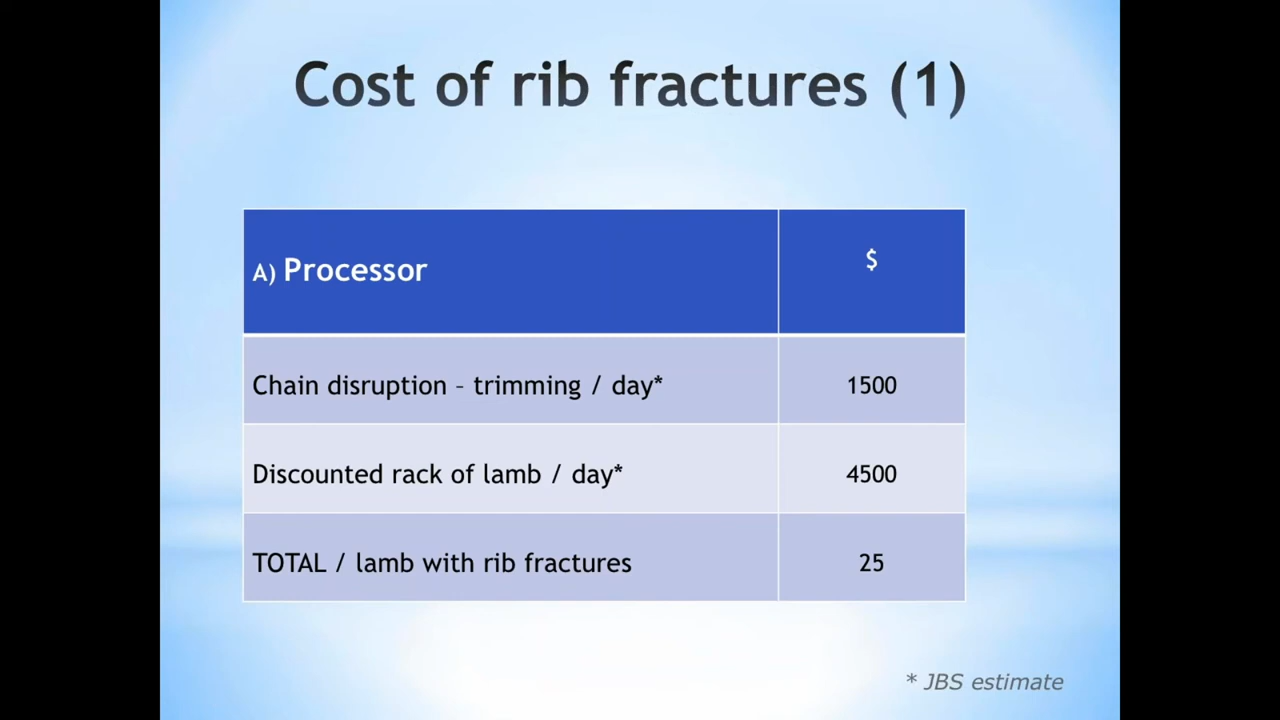 Cost of rib fractures (1)
A) Processor
$
Chain disruption – trimming / day*
1500
Discounted rack of lamb / day*
4500
TOTAL / lamb with rib fractures
25
* JBS estimate